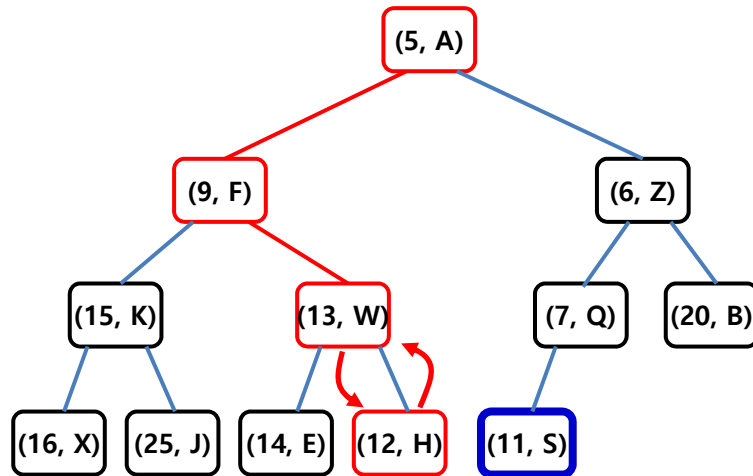 (5, A)
(9, F)
(6, Z)
(15, K)
(13, W)
(7, Q)
(20, B)
(16, X)
(25, J)
(14, E)
(12, H)
(11, S)